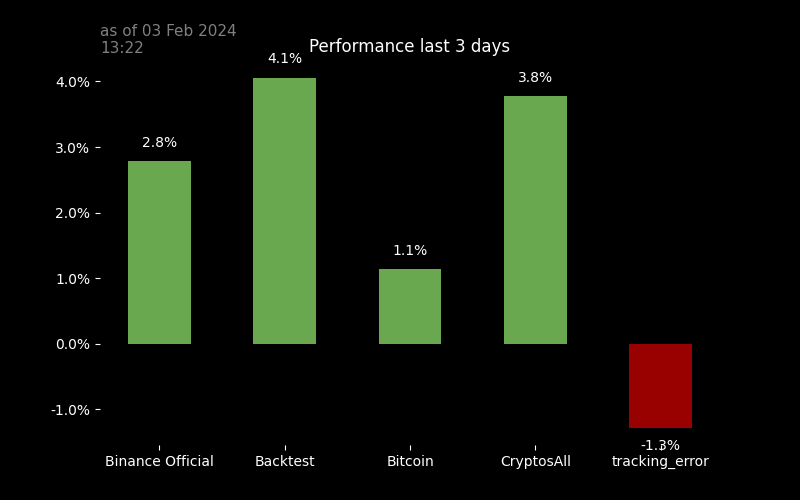 as of 03 Feb 2024
13:22
Performance last 3 days
4.1%
4.0%
3.8%
3.0%
2.8%
2.0%
1.1%
1.0%
0.0%
-1.0%
-1.3%
Binance Official
Backtest
Bitcoin
CryptosAll
tracking_error